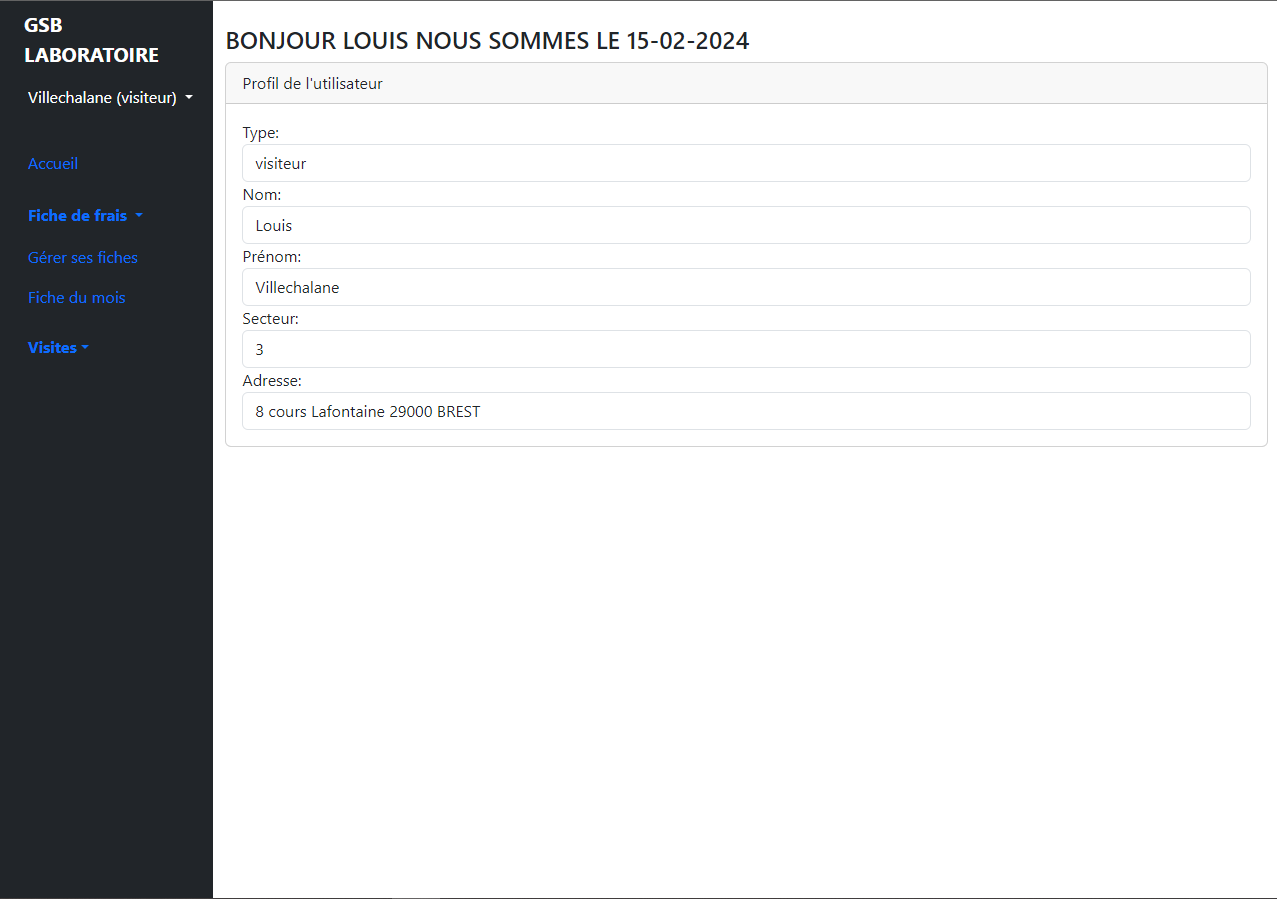 GSB
LABORATOIRE
Villechalane (visiteur)
Accueil
Fiche de frais
Gérer ses fiches
Fiche du mois
Visites
BONJOUR LOUIS NOUS SOMMES LE 15-02-2024
Profil de l'utilisateur
Type:
visiteur
Nom:
Louis
Prénom:
Villechalane
Secteur:
3
Adresse:
8 cours Lafontaine 29000 BREST